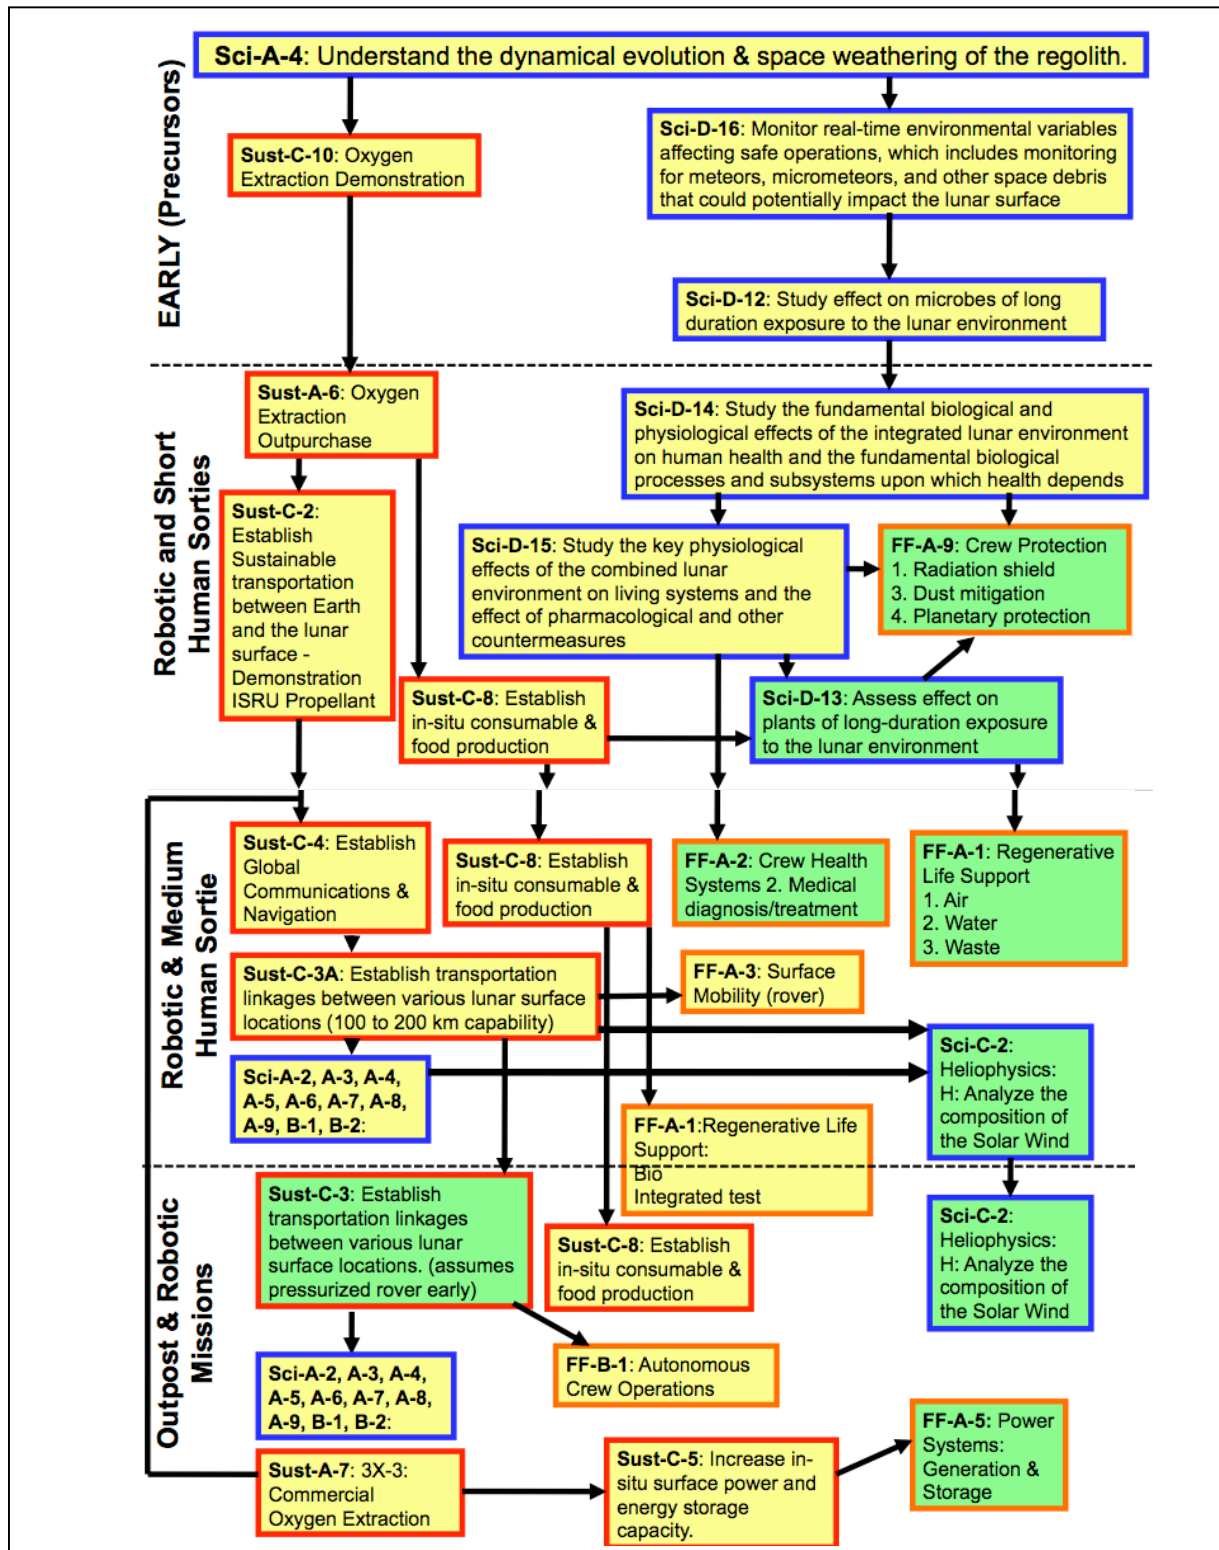 EARLY (Precursors)
Sci-A-4: Understand the dynamical evolution & space weathering of the regolith.
Sust-C-10: Oxygen
Extraction Demonstration
Sci-D-16: Monitor real-time environmental variables
affecting safe operations, which includes monitoring
for meteors, micrometeors, and other space debris
that could potentially impact the lunar surface
Sci-D-12: Study effect on microbes of long
duration exposure to the lunar environment
Robotic and Short
Human Sorties
Sust-A-6: Oxygen
Extraction
Outpurchase
Sci-D-14: Study the fundamental biological and
physiological effects of the integrated lunar environment
on human health and the fundamental biological
processes and subsystems upon which health depends
Sust-C-2:
Establish
Sustainable
transportation
between Earth
and the lunar
surface -
Demonstration
ISRU Propellant
Sci-D-15: Study the key physiological
effects of the combined lunar
environment on living systems and the
effect of pharmacological and other
countermeasures
FF-A-9: Crew Protection
1. Radiation shield
3. Dust mitigation
4. Planetary protection
Sust-C-8: Establish
in-situ consumable &
food production
Sci-D-13: Assess effect on
plants of long-duration exposure
to the lunar environment
Robotic & Medium
Human Sortie
Sust-C-4: Establish
Global
Communications &
Navigation
Sust-C-8: Establish
in-situ consumable &
food production
FF-A-2: Crew Health
Systems 2. Medical
diagnosis/treatment
FF-A-1: Regenerative
Life Support
1. Air
2. Water
3. Waste
Sust-C-3A: Establish transportation
linkages between various lunar surface
locations (100 to 200 km capability)
FF-A-3: Surface
Mobility (rover)
Sci-A-2, A-3, A-4,
A-5, A-6, A-7, A-8,
A-9, B-1, B-2:
Sci-C-2:
Heliophysics:
H: Analyze the
composition of
the Solar Wind
FF-A-1:Regenerative Life
Support:
Bio
Integrated test
Outpost & Robotic
Missions
Sust-C-3: Establish
transportation linkages
between various lunar
surface locations. (assumes
pressurized rover early)
Sust-C-8: Establish
in-situ consumable &
food production
Sci-C-2:
Heliophysics:
H: Analyze the
composition of
the Solar Wind
Sci-A-2, A-3, A-4,
A-5, A-6, A-7, A-8,
A-9, B-1, B-2:
FF-B-1: Autonomous
Crew Operations
Sust-A-7: 3X-3:
Commercial
Oxygen Extraction
Sust-C-5: Increase in-
situ surface power and
energy storage
capacity.
FF-A-5: Power
Systems:
Generation &
Storage